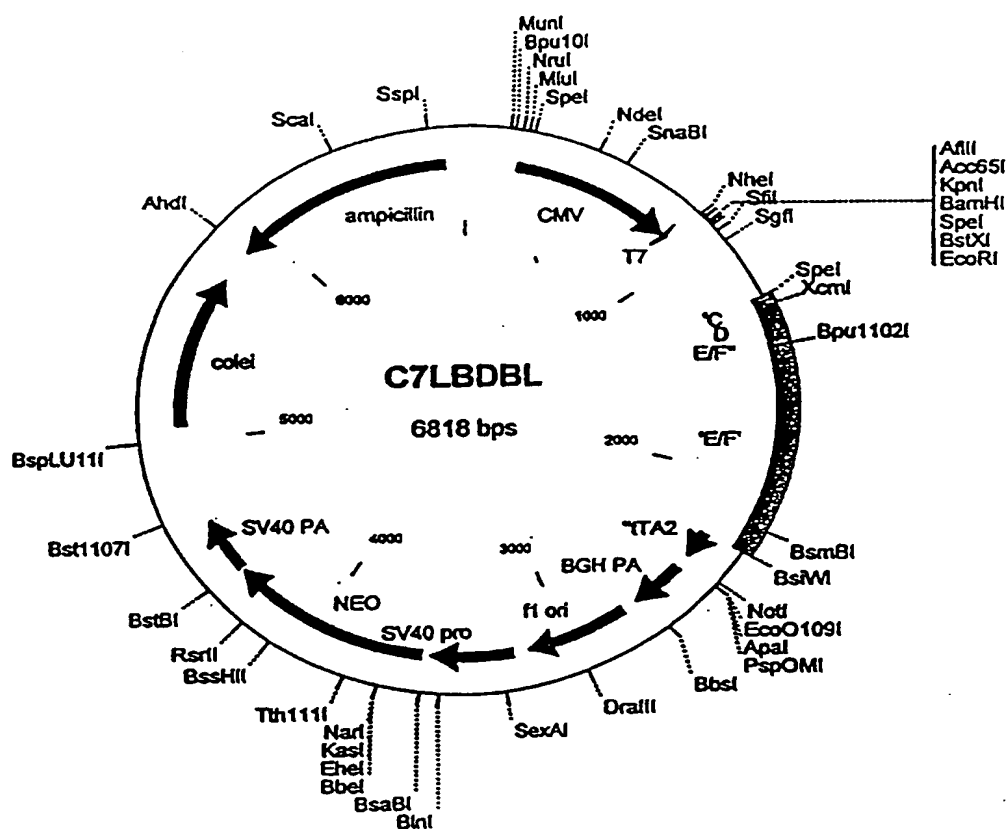 MunI
Bpu10I
NruI
MluI
SpeI
SspI
NdeI
SnaBI
ScaI
AflII
Acc65I
KpnI
BamHI
SpeI
BstXI
EcoRI
NheI
SfiI
SgfI
AhdI
ampicillin
CMV
T7
6000
1000
SpeI
XcmI
"C
D
E/F"
Bpu1102I
colei
C7LBDBL
6818 bps
5000
2000
"E/F"
BspLU11I
SV40 PA
"tTA2
BsmBI
Bst1107I
4000
3000
BGH PA
BsiWI
NEO
f1 ori
NotI
EcoO109I
ApaI
PspOMI
BstBI
SV40 pro
RsrII
BssHII
BbsI
Tth111I
DraIII
NarI
KasI
EheI
BbeI
SexAI
BsaBI
BlnI